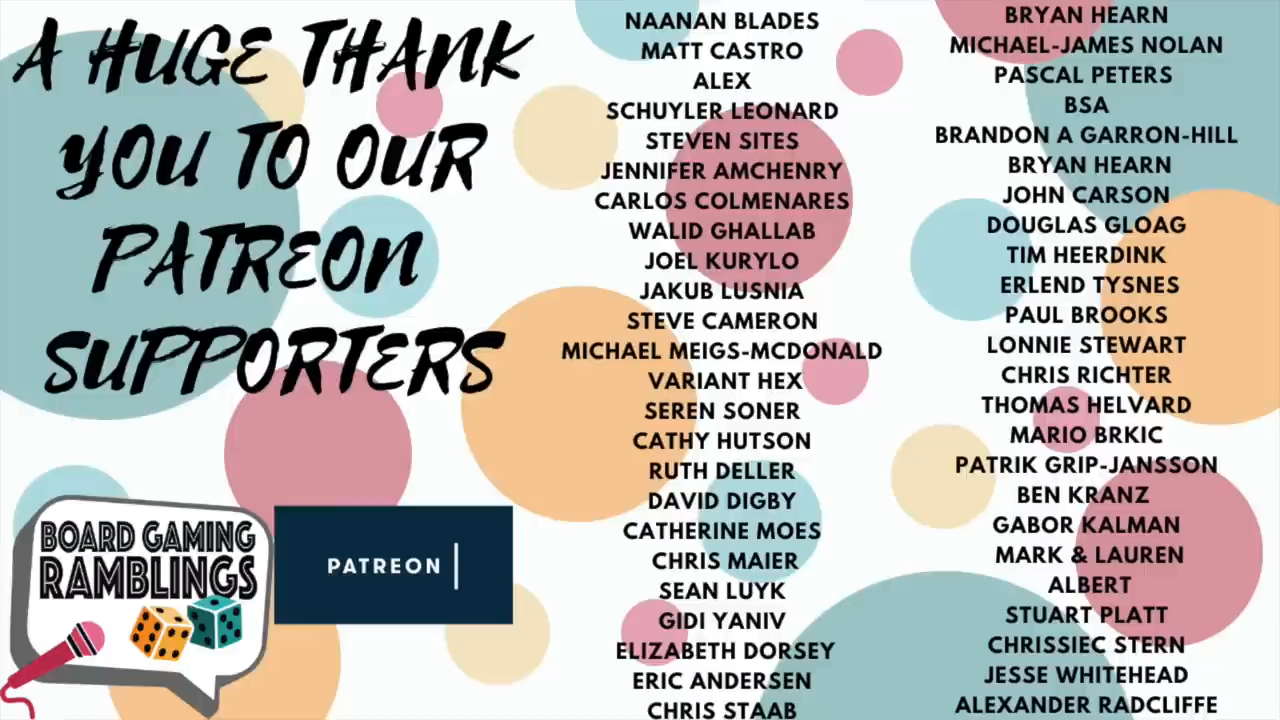 A HUGE THANK
YOU TO OUR
PATREON
SUPPORTERS
BOARD GAMING
RAMBLINGS
PATREON
NAANAN BLADES
MATT CASTRO
ALEX
SCHUYLER LEONARD
STEVEN SITES
JENNIFER AMCHENRY
CARLOS COLMENARES
WALID GHALLAB
JOEL KURYLO
JAKUB LUSNIA
STEVE CAMERON
MICHAEL MEIGS-MCDONALD
VARIANT HEX
SEREN SONER
CATHY HUTSON
RUTH DELLER
DAVID DIGBY
CATHERINE MOES
CHRIS MAIER
SEAN LUYK
GIDI YANIV
ELIZABETH DORSEY
ERIC ANDERSEN
CHRIS STAAB
BRYAN HEARN
MICHAEL-JAMES NOLAN
PASCAL PETERS
BSA
BRANDON A GARRON-HILL
BRYAN HEARN
JOHN CARSON
DOUGLAS GLOAG
TIM HEERDINK
ERLEND TYSNES
PAUL BROOKS
LONNIE STEWART
CHRIS RICHTER
THOMAS HELVARD
MARIO BRKIC
PATRIK GRIP-JANSSON
BEN KRANZ
GABOR KALMAN
MARK & LAUREN
ALBERT
STUART PLATT
CHRISSIEC STERN
JESSE WHITEHEAD
ALEXANDER RADCLIFFE